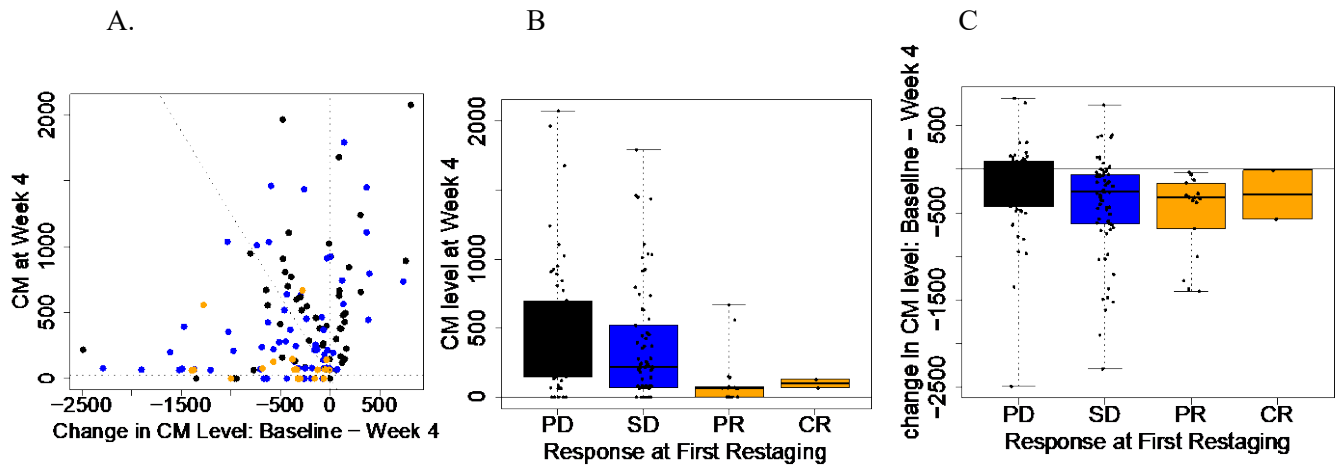 A.
B
C
CM at Week 4
0 500 1000 2000
−2500 −1500 −500 0 500
Change in CM Level: Baseline − Week 4
CM level at Week 4
0 500 1000 2000
PD SD PR CR
Response at First Restaging
change In CM level: Baseline − Week 4
−2500 −1500 −500 500
PD SD PR CR
Response at First Restaging